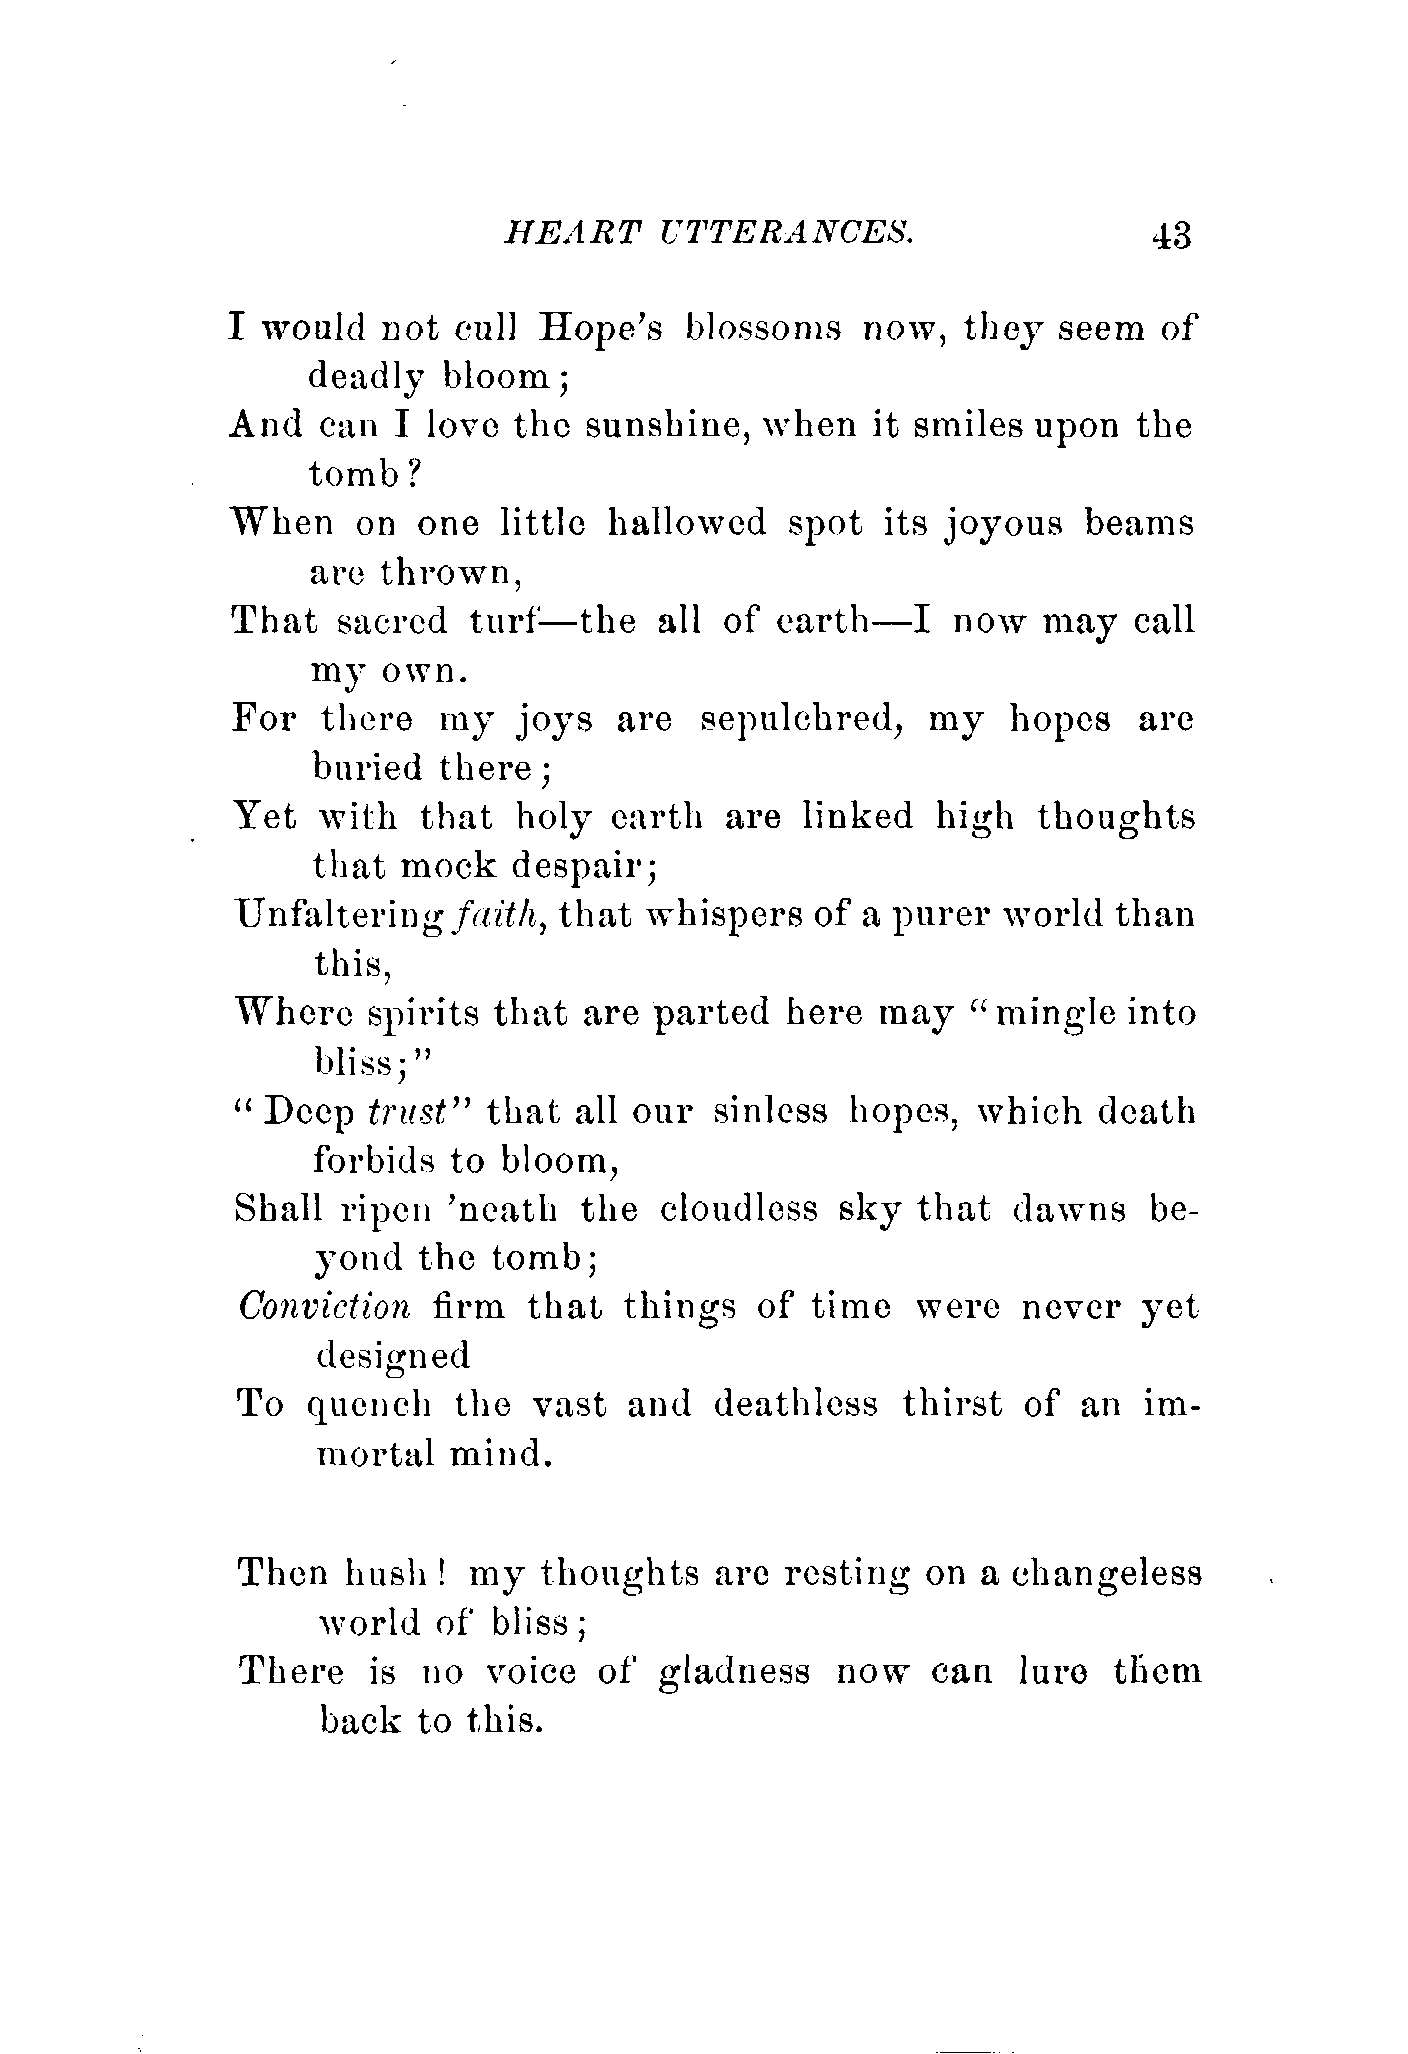 HEART UTTERANCES. 43
I would not cull Hope's blossoms now, they seem of
deadly bloom;
And can I love the sunshine, when it smiles upon the
tomb?
When on one little hallowed spot its joyous beams
are thrown,
That sacred turf—the all of earth—I now may call
my own.
For there my joys are sepulchred, my hopes are
buried there;
Yet with that holy earth are linked high thoughts
that mock despair;
Unfaltering faith, that whispers of a purer world than
this,
Where spirits that are parted here may "mingle into
bliss;"
"Deep trust" that all our sinless hopes, which death
forbids to bloom,
Shall ripen 'neath the cloudless sky that dawns be-
yond the tomb;
Conviction firm that things of time were never yet
designed
To quench the vast and deathless thirst of an im-
mortal mind.
Then hush! my thoughts are resting on a changeless
world of bliss;
There is no voice of gladness now can lure them
back to this.